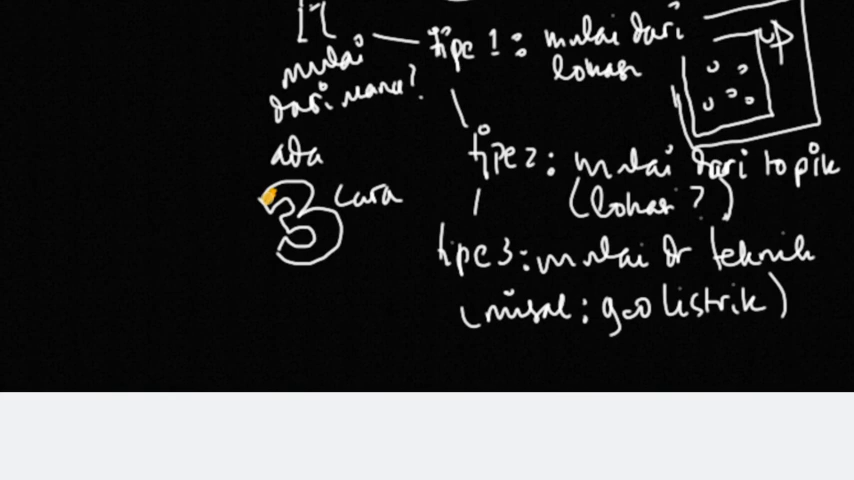 mulai
dari mana?
ada
3 cara
tipe 1: mulai dari
lokasi
tipe 2: mulai dari topik
(lokasi?)
tipe 3: mulai dr teknik
(misal: geolistrik)